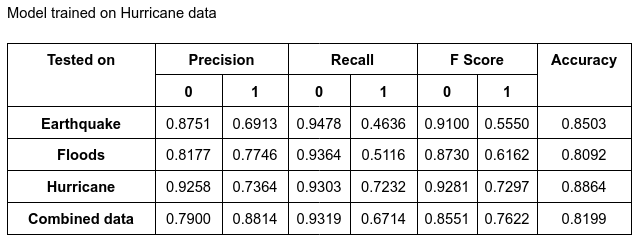 Model trained on Hurricane data
Tested on Precision Recall F Score Accuracy
0 1 0 1 0 1
Earthquake 0.8751 0.6913 0.9478 0.4636 0.9100 0.5550 0.8503
Floods 0.8177 0.7746 0.9364 0.5116 0.8730 0.6162 0.8092
Hurricane 0.9258 0.7364 0.9303 0.7232 0.9281 0.7297 0.8864
Combined data 0.7900 0.8814 0.9319 0.6714 0.8551 0.7622 0.8199